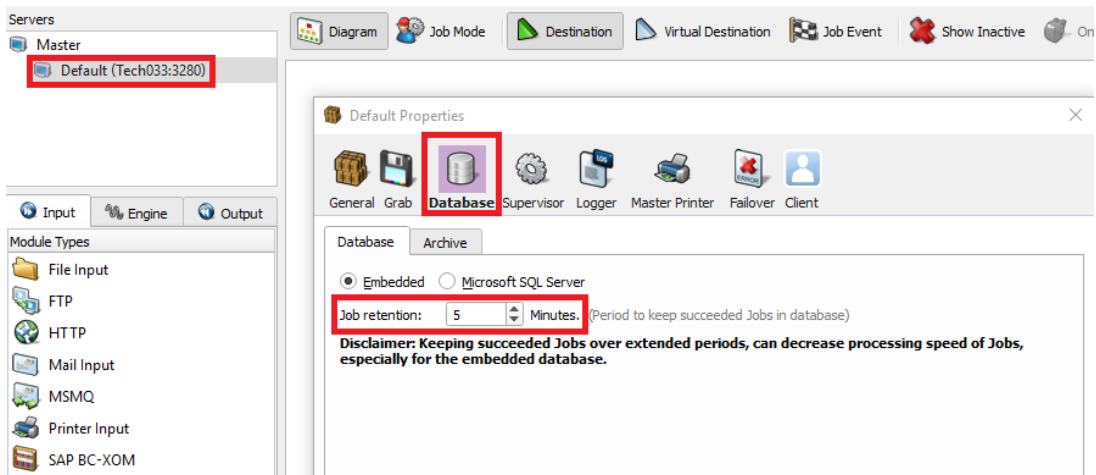 Servers
Master
Default (Tech033:3280)
Diagram Job Mode Destination Virtual Destination Job Event Show Inactive On
Default Properties
General Grab Database Supervisor Logger Master Printer Failover Client
LOG
ERROR
Input Engine Output
Module Types
File Input
FTP
HTTP
Mail Input
MSMQ
Printer Input
SAP BC-XOM
Database Archive
Embedded Microsoft SQL Server
Job retention: 5 Minutes. (Period to keep succeeded Jobs in database)
Disclaimer: Keeping succeeded Jobs over extended periods, can decrease processing speed of Jobs,
especially for the embedded database.